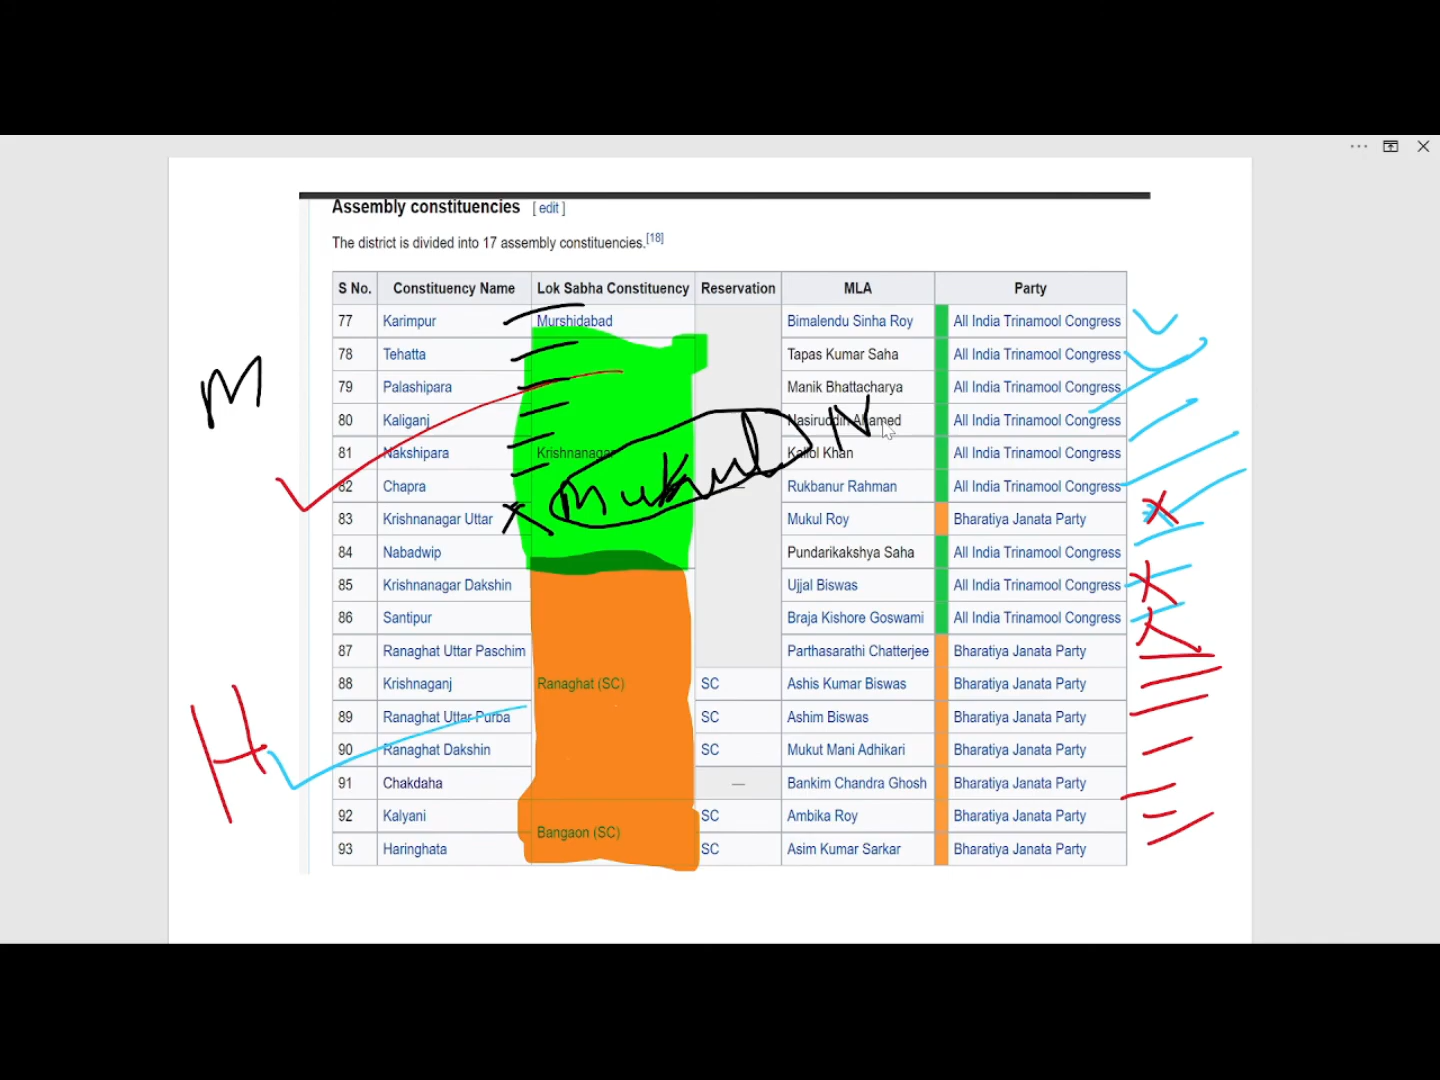 Assembly constituencies [ edit ]
The district is divided into 17 assembly constituencies.[18]
S No. Constituency Name Lok Sabha Constituency Reservation MLA Party
77 Karimpur Murshidabad Bimalendu Sinha Roy All India Trinamool Congress
78 Tehatta Tapas Kumar Saha All India Trinamool Congress
79 Palashipara Manik Bhattacharya All India Trinamool Congress
M
80 Kaliganj Nasiruddin Ahamed All India Trinamool Congress
N
81 Nakshipara Krishnanagar Kallol Khan All India Trinamool Congress
Mukul
82 Chapra — Rukbanur Rahman All India Trinamool Congress
83 Krishnanagar Uttar Mukul Roy Bharatiya Janata Party
84 Nabadwip Pundarikakshya Saha All India Trinamool Congress
85 Krishnanagar Dakshin Ujjal Biswas All India Trinamool Congress
86 Santipur Braja Kishore Goswami All India Trinamool Congress
87 Ranaghat Uttar Paschim Parthasarathi Chatterjee Bharatiya Janata Party
88 Krishnaganj Ranaghat (SC) SC Ashis Kumar Biswas Bharatiya Janata Party
89 Ranaghat Uttar Purba SC Ashim Biswas Bharatiya Janata Party
H
90 Ranaghat Dakshin SC Mukut Mani Adhikari Bharatiya Janata Party
91 Chakdaha — Bankim Chandra Ghosh Bharatiya Janata Party
92 Kalyani Bangaon (SC) SC Ambika Roy Bharatiya Janata Party
93 Haringhata SC Asim Kumar Sarkar Bharatiya Janata Party